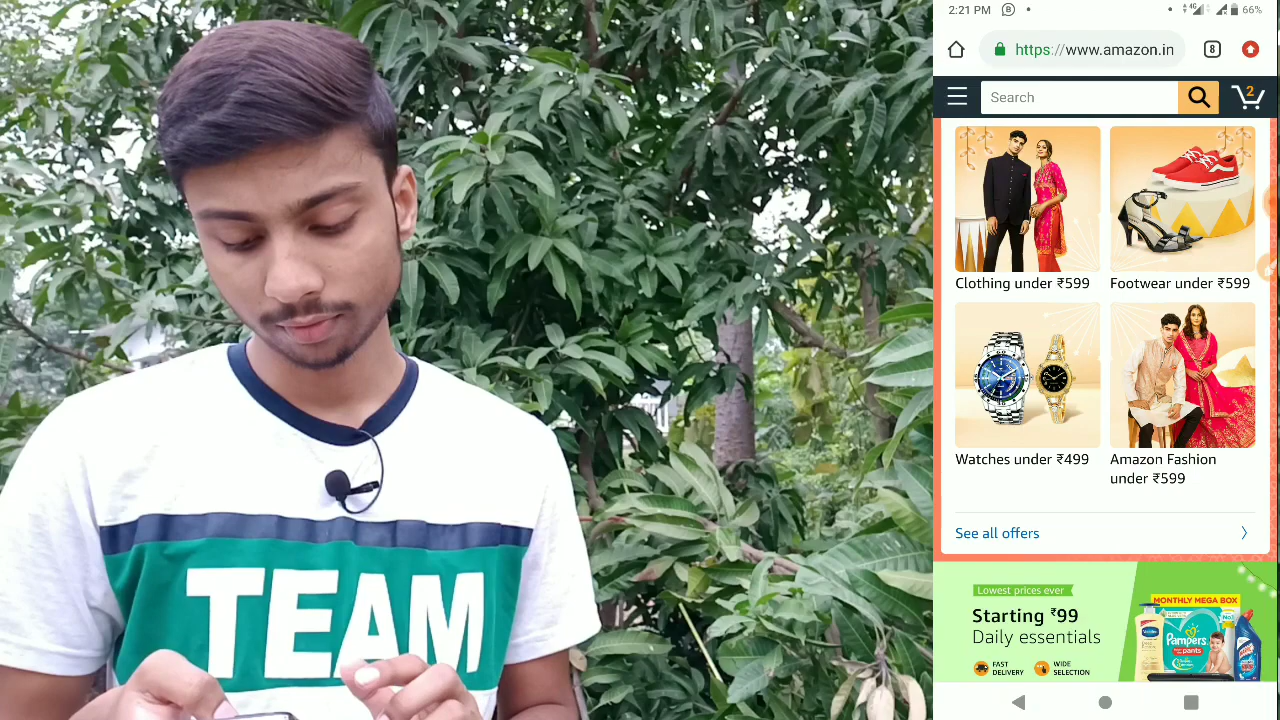 TEAM
2:21 PM
4G
66%
https://www.amazon.in
8
Search
2
Clothing under ₹599
Footwear under ₹599
Watches under ₹499
Amazon Fashion
under ₹599
See all offers
Lowest prices ever
Starting ₹99
Daily essentials
FAST
DELIVERY
WIDE
SELECTION
MONTHLY MEGA BOX
Pampers
pants